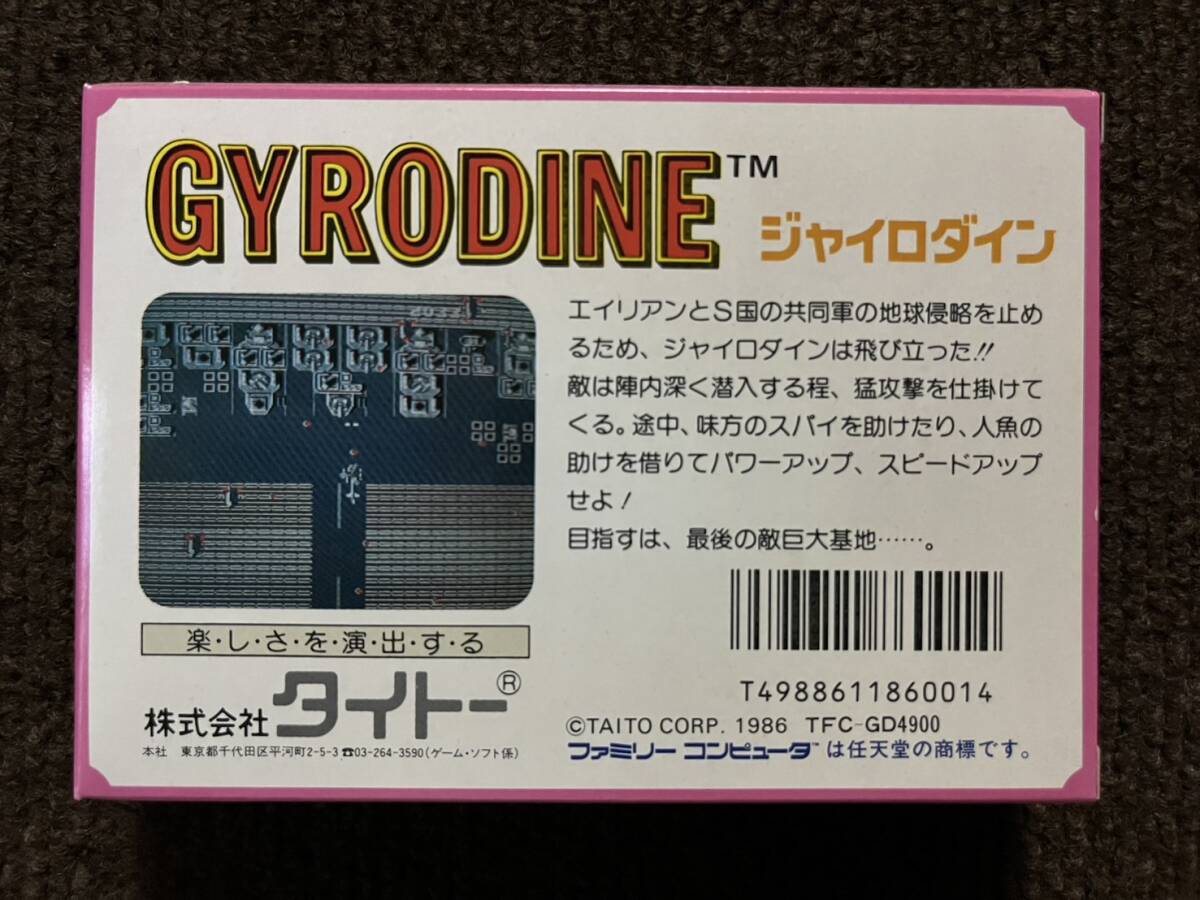 GYRODINE™
ジャイロダイン
エイリアンとS国の共同軍の地球侵略を止め
るため、ジャイロダインは飛び立った!!
敵は陣内深く潜入する程、猛攻撃を仕掛けて
くる。途中、味方のスパイを助けたり、人魚の
助けを借りてパワーアップ、スピードアップ
せよ!
目指すは、最後の敵巨大基地……。
楽・し・さ・を・演・出・す・る
株式会社タイトー®
本社 東京都千代田区平河町2-5-3 ☎03-264-3590(ゲーム・ソフト係)
T4988611860014
©TAITO CORP. 1986 TFC-GD4900
ファミリーコンピュータ™は任天堂の商標です。